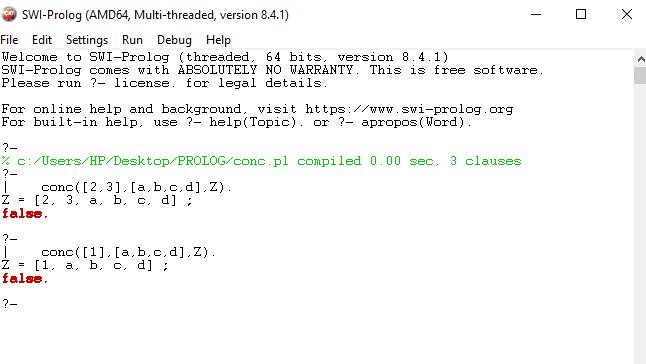 SWI-Prolog (AMD64, Multi-threaded, version 8.4.1)
File Edit Settings Run Debug Help
Welcome to SWI-Prolog (threaded, 64 bits, version 8.4.1)
SWI-Prolog comes with ABSOLUTELY NO WARRANTY. This is free software.
Please run ?- license. for legal details.
For online help and background, visit https://www.swi-prolog.org
For built-in help, use ?- help(Topic). or ?- apropos(Word).
?-
% c:/Users/HP/Desktop/PROLOG/conc.pl compiled 0.00 sec, 3 clauses
?-
|    conc([2,3],[a,b,c,d],Z).
Z = [2, 3, a, b, c, d] ;
false.
?-
|    conc([1],[a,b,c,d],Z).
Z = [1, a, b, c, d] ;
false.
?-